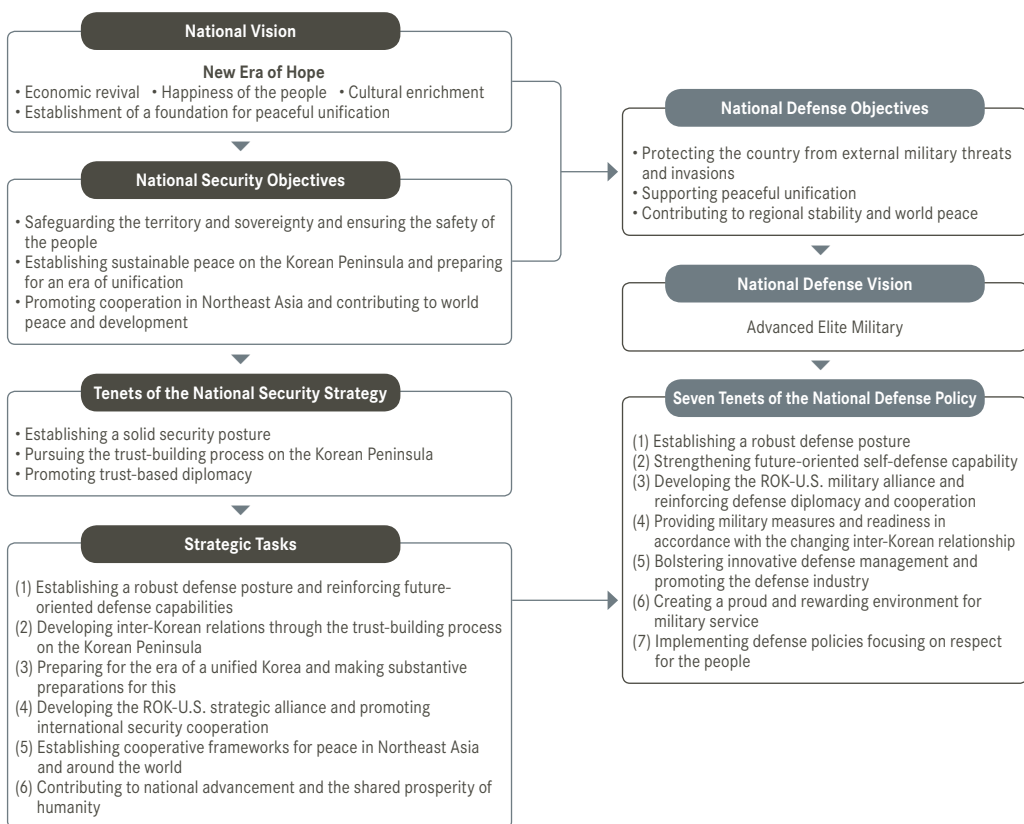 National Vision
New Era of Hope
• Economic revival • Happiness of the people • Cultural enrichment
• Establishment of a foundation for peaceful unification
National Security Objectives
• Safeguarding the territory and sovereignty and ensuring the safety of
the people
• Establishing sustainable peace on the Korean Peninsula and preparing
for an era of unification
• Promoting cooperation in Northeast Asia and contributing to world
peace and development
Tenets of the National Security Strategy
• Establishing a solid security posture
• Pursuing the trust-building process on the Korean Peninsula
• Promoting trust-based diplomacy
Strategic Tasks
(1) Establishing a robust defense posture and reinforcing future-
oriented defense capabilities
(2) Developing inter-Korean relations through the trust-building process
on the Korean Peninsula
(3) Preparing for the era of a unified Korea and making substantive
preparations for this
(4) Developing the ROK-U.S. strategic alliance and promoting
international security cooperation
(5) Establishing cooperative frameworks for peace in Northeast Asia
and around the world
(6) Contributing to national advancement and the shared prosperity of
humanity
National Defense Objectives
• Protecting the country from external military threats
and invasions
• Supporting peaceful unification
• Contributing to regional stability and world peace
National Defense Vision
Advanced Elite Military
Seven Tenets of the National Defense Policy
(1) Establishing a robust defense posture
(2) Strengthening future-oriented self-defense capability
(3) Developing the ROK-U.S. military alliance and
reinforcing defense diplomacy and cooperation
(4) Providing military measures and readiness in
accordance with the changing inter-Korean relationship
(5) Bolstering innovative defense management and
promoting the defense industry
(6) Creating a proud and rewarding environment for
military service
(7) Implementing defense policies focusing on respect
for the people